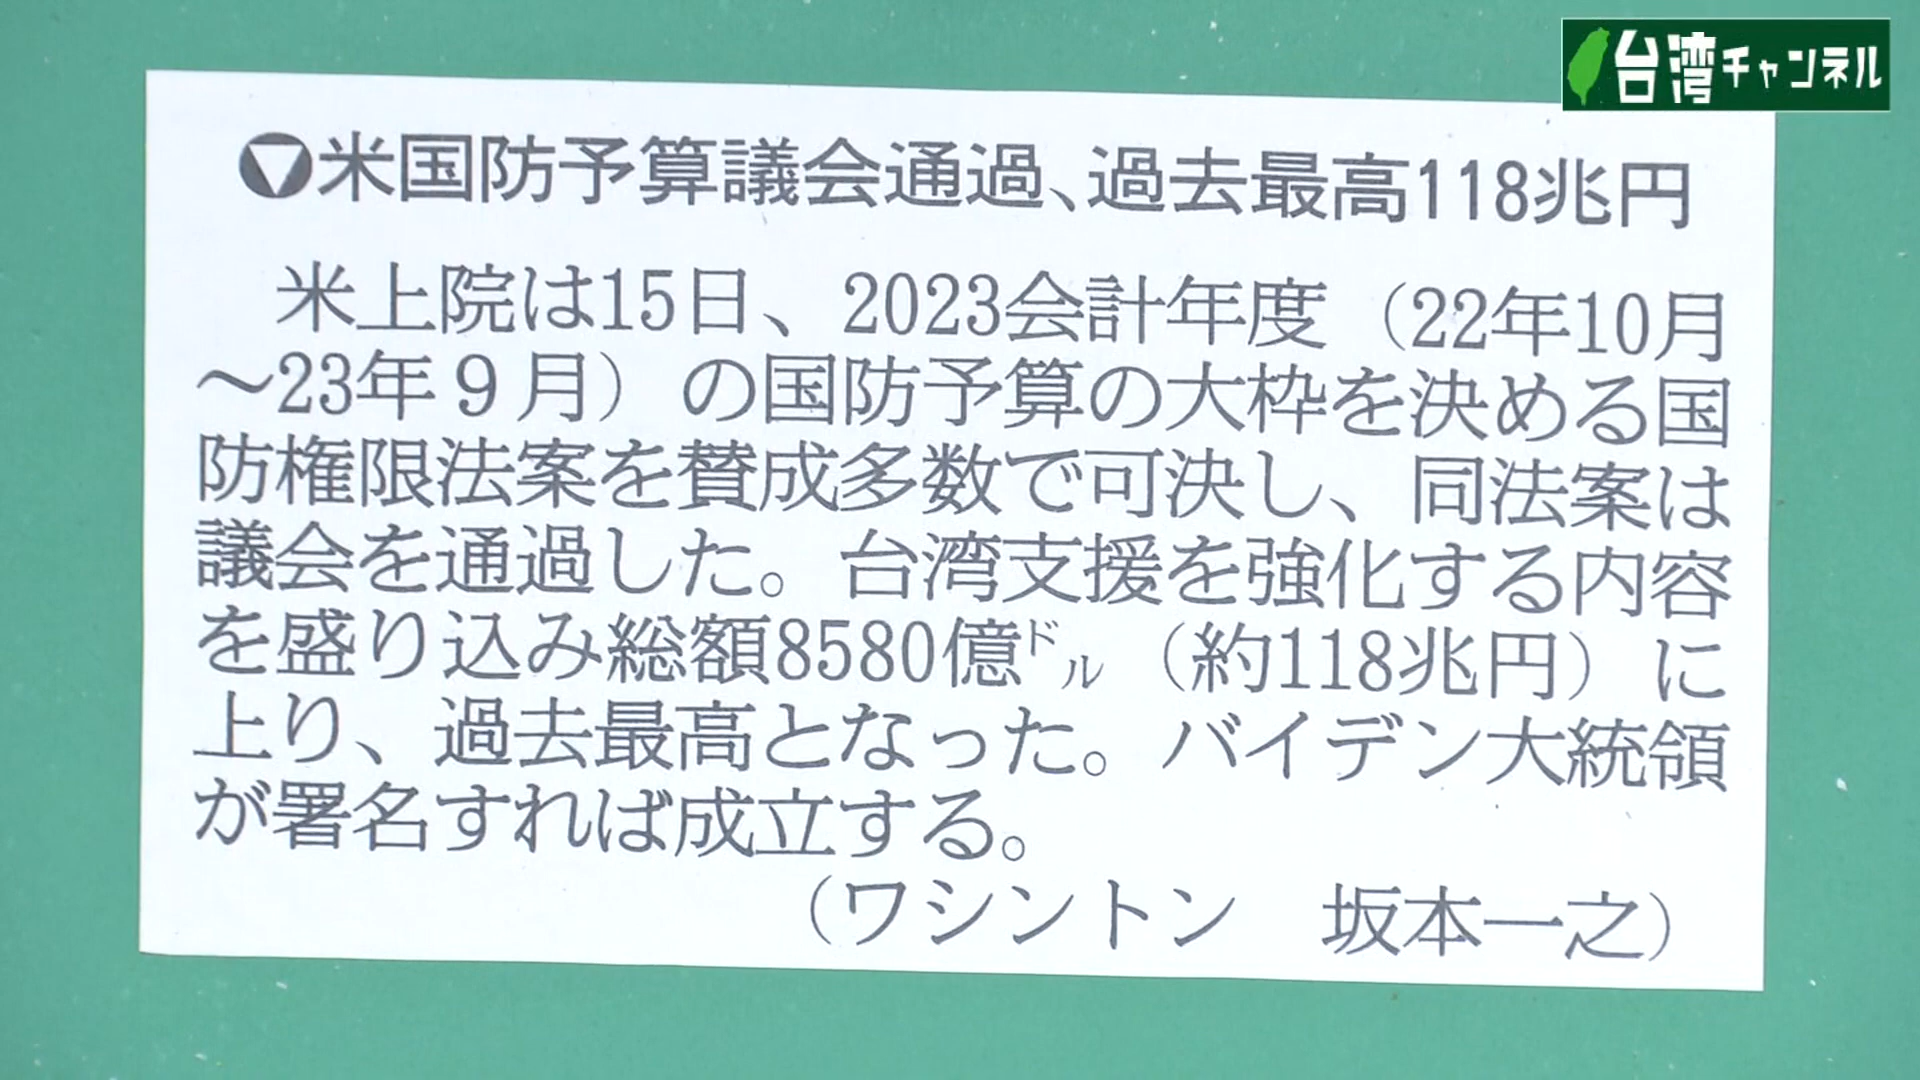 台湾チャンネル
▼米国防予算議会通過、過去最高118兆円
米上院は15日、2023会計年度（22年10月
～23年９月）の国防予算の大枠を決める国
防権限法案を賛成多数で可決し、同法案は
議会を通過した。台湾支援を強化する内容
を盛り込み総額8580億ドル（約118兆円）に
上り、過去最高となった。バイデン大統領
が署名すれば成立する。
（ワシントン　坂本一之）